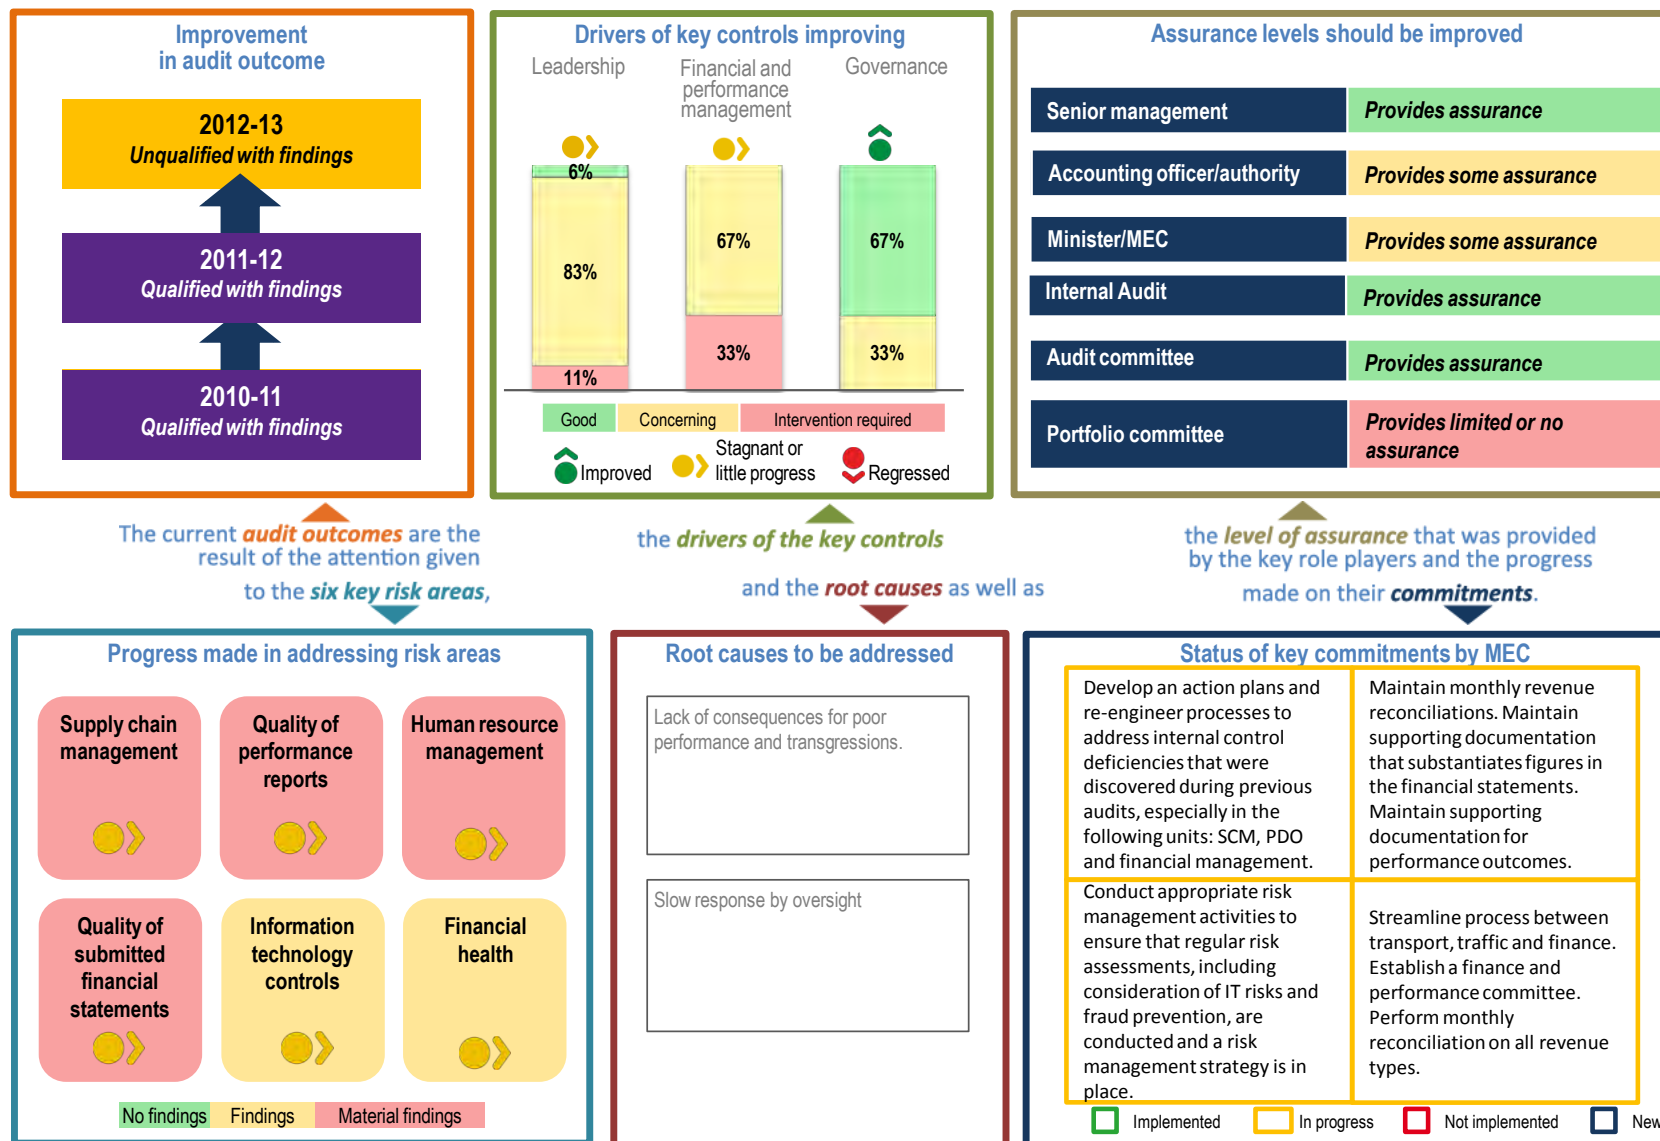 Improvement
in audit outcome
2012-13
Unqualified with findings
2011-12
Qualified with findings
2010-11
Qualified with findings
Drivers of key controls improving
Leadership
Financial and
performance
management
Governance
6%
83%
11%
67%
33%
67%
33%
Good
Concerning
Intervention required
Improved
Stagnant or
little progress
Regressed
Assurance levels should be improved
Senior management
Provides assurance
Accounting officer/authority
Provides some assurance
Minister/MEC
Provides some assurance
Internal Audit
Provides assurance
Audit committee
Provides assurance
Portfolio committee
Provides limited or no
assurance
The current audit outcomes are the
result of the attention given
to the six key risk areas,
the drivers of the key controls
and the root causes as well as
the level of assurance that was provided
by the key role players and the progress
made on their commitments.
Progress made in addressing risk areas
Supply chain
management
Quality of
performance
reports
Human resource
management
Quality of
submitted
financial
statements
Information
technology
controls
Financial
health
No findings
Findings
Material findings
Root causes to be addressed
Lack of consequences for poor
performance and transgressions.
Slow response by oversight
Status of key commitments by MEC
Develop an action plans and
re-engineer processes to
address internal control
deficiencies that were
discovered during previous
audits, especially in the
following units: SCM, PDO
and financial management.
Maintain monthly revenue
reconciliations. Maintain
supporting documentation
that substantiates figures in
the financial statements.
Maintain supporting
documentation for
performance outcomes.
Conduct appropriate risk
management activities to
ensure that regular risk
assessments, including
consideration of IT risks and
fraud prevention, are
conducted and a risk
management strategy is in
place.
Streamline process between
transport, traffic and finance.
Establish a finance and
performance committee.
Perform monthly
reconciliation on all revenue
types.
Implemented
In progress
Not implemented
New